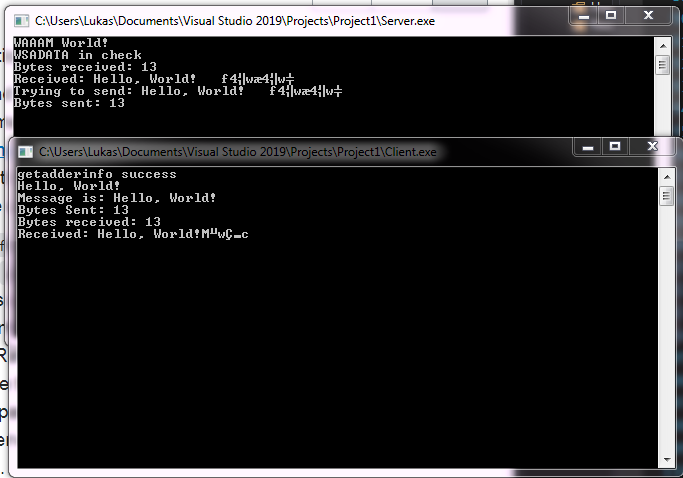 C:\Users\Lukas\Documents\Visual Studio 2019\Projects\Project1\Server.exe
WAAAM World!
WSADATA in check
Bytes received: 13
Received: Hello, World!   f4¦‖wæ4¦‖w╪
Trying to send: Hello, World!   f4¦‖wæ4¦‖w╪
Bytes sent: 13
C:\Users\Lukas\Documents\Visual Studio 2019\Projects\Project1\Client.exe
getadderinfo success
Hello, World!
Message is: Hello, World!
Bytes Sent: 13
Bytes received: 13
Received: Hello, World!M╨wÇ▬c